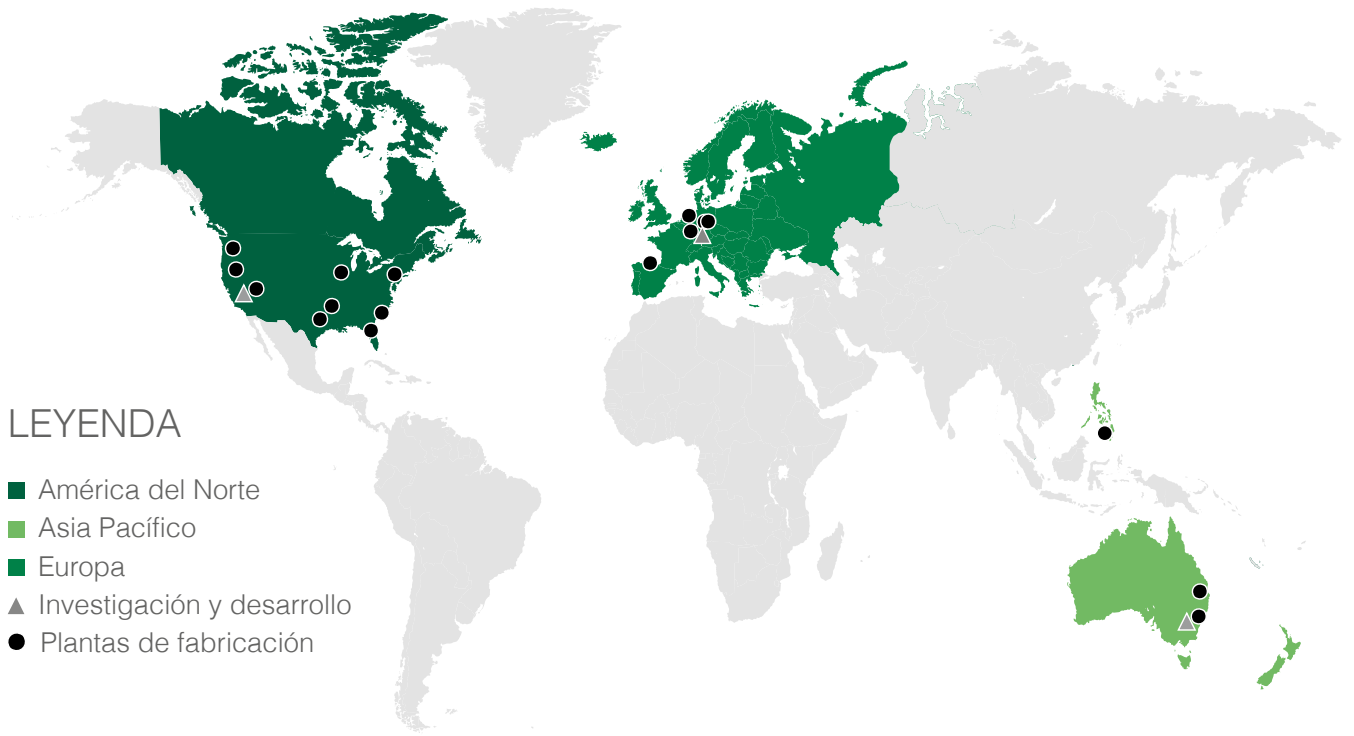 LEYENDA
América del Norte
Asia Pacífico
Europa
Investigación y desarrollo
Plantas de fabricación